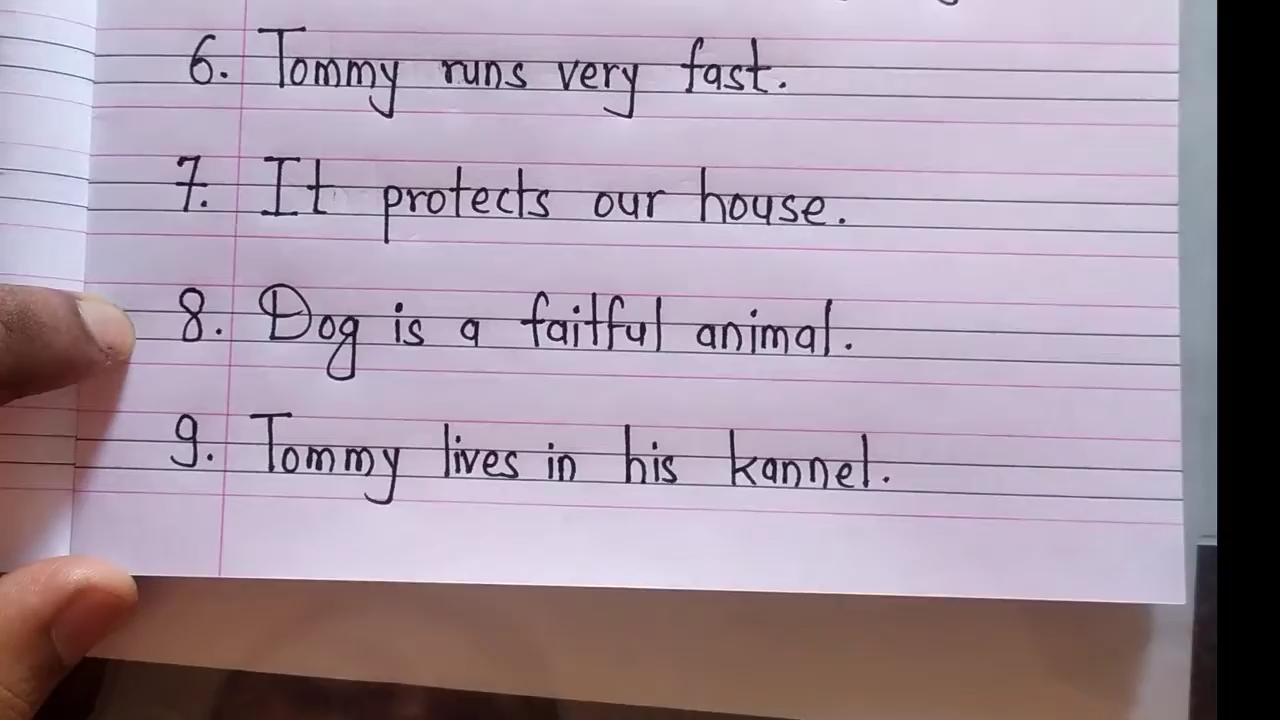 6. Tommy runs very fast.
7. It protects our house.
8. Dog is a faitful animal.
9. Tommy lives in his kannel.